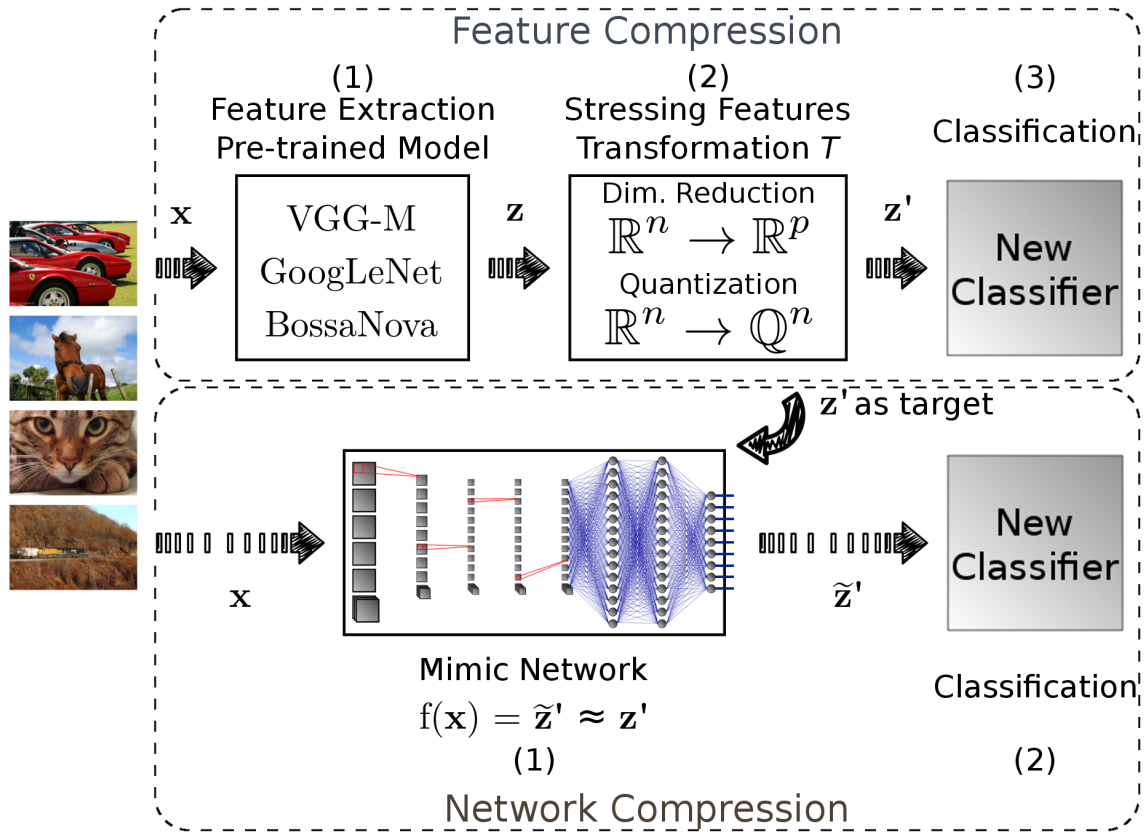 Feature Compression
(1)
Feature Extraction
Pre-trained Model
x
VGG-M
GoogLeNet
BossaNova
z
(2)
Stressing Features
Transformation T
Dim. Reduction
ℝⁿ → ℝᵖ
Quantization
ℝⁿ → ℚⁿ
z'
(3)
Classification
New
Classifier
z' as target
x
Mimic Network
f(x) = z̃' ≈ z'
(1)
z̃'
New
Classifier
Classification
(2)
Network Compression